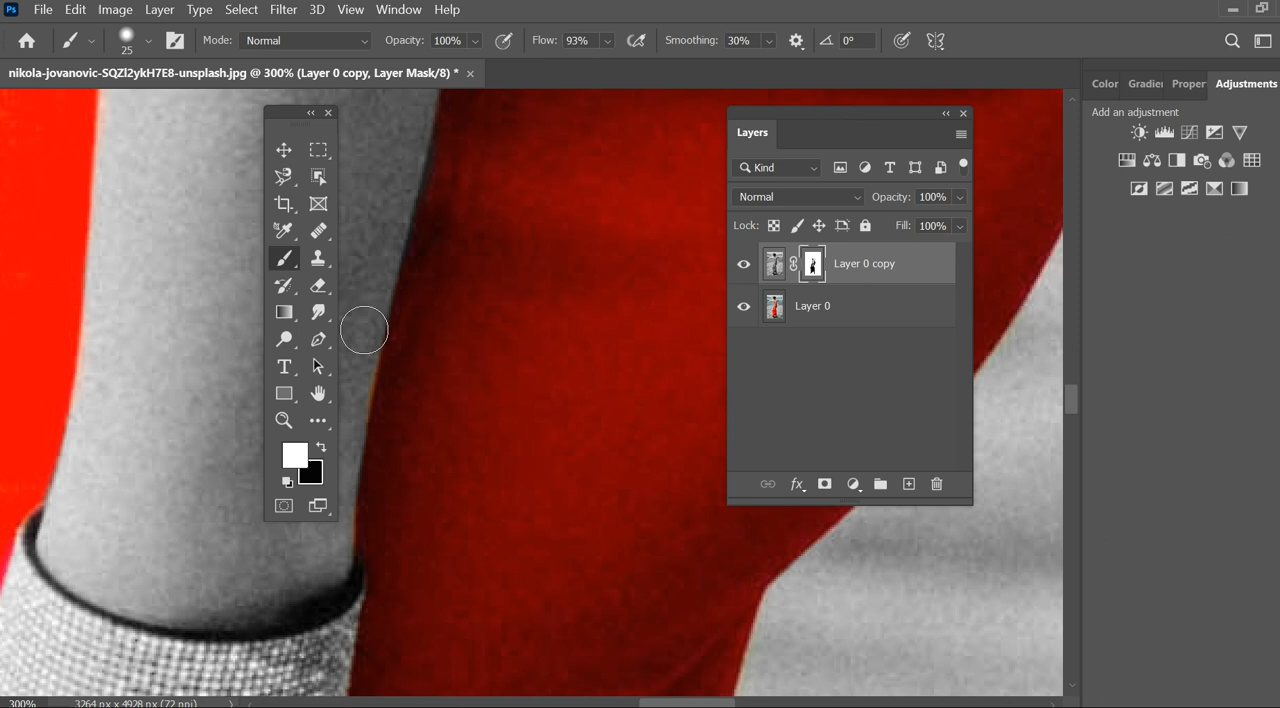 Ps File Edit Image Layer Type Select Filter 3D View Window Help
25 Mode: Normal Opacity: 100% Flow: 93% Smoothing: 30% 0°
nikola-jovanovic-SQZl2ykH7E8-unsplash.jpg @ 300% (Layer 0 copy, Layer Mask/8) * ×
Color Gradie Proper Adjustments
Add an adjustment
Layers
Kind
Normal Opacity: 100%
Lock: Fill: 100%
Layer 0 copy
Layer 0
fx
300% 3264 px x 4928 px (72 ppi)